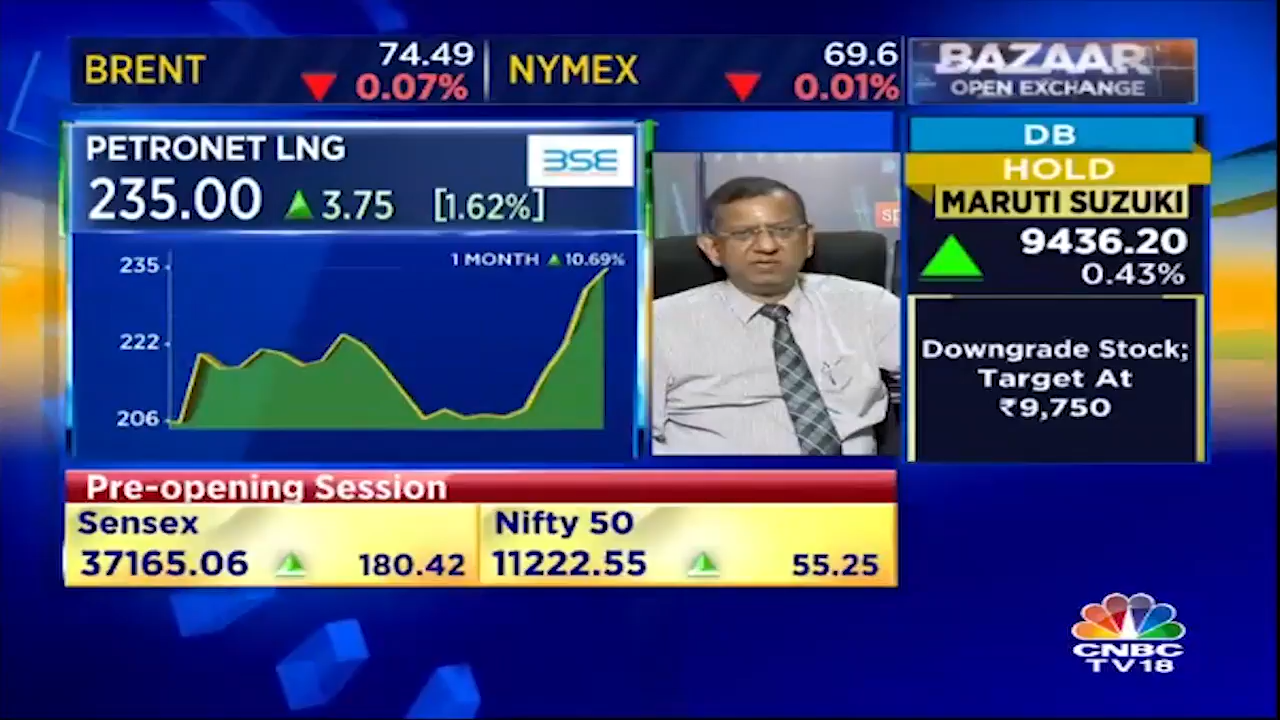 BRENT
74.49
0.07%
NYMEX
69.6
0.01%
BAZAAR
OPEN EXCHANGE
PETRONET LNG
BSE
235.00 3.75 [1.62%]
1 MONTH 10.69%
235
222
206
sp
DB
HOLD
MARUTI SUZUKI
9436.20
0.43%
Downgrade Stock;
Target At
₹9,750
Pre-opening Session
Sensex
37165.06 180.42
Nifty 50
11222.55 55.25
CNBC
TV18